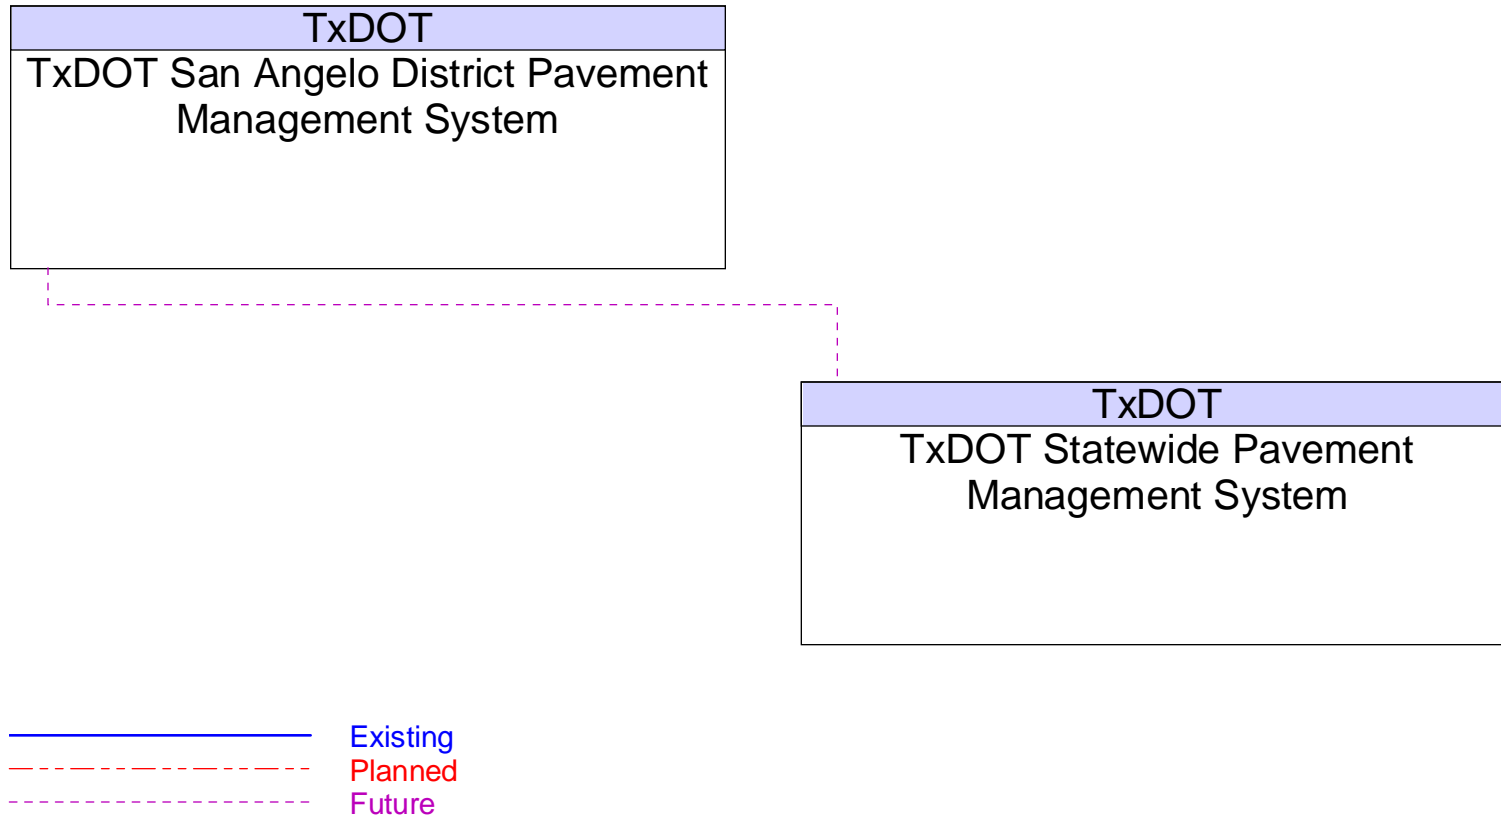 TxDOT
TxDOT San Angelo District Pavement
Management System
TxDOT
TxDOT Statewide Pavement
Management System
Existing
Planned
Future